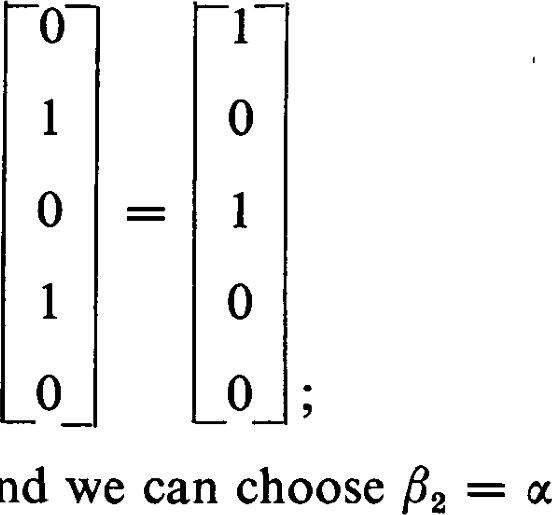 0 1
1 0
0 = 1
1 0
0 0 ;
nd we can choose β₂ = α